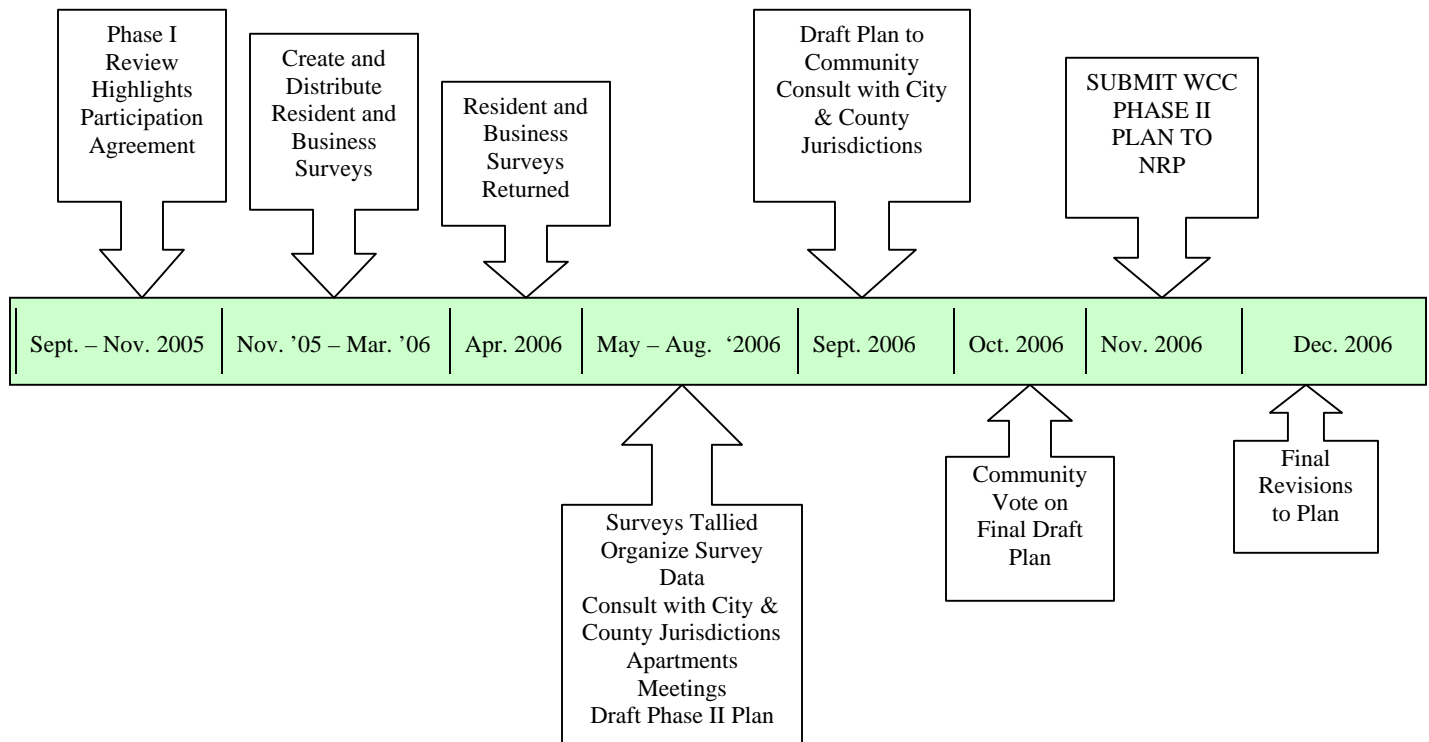 Phase I
Review
Highlights
Participation
Agreement
Create and
Distribute
Resident and
Business
Surveys
Resident and
Business
Surveys
Returned
Draft Plan to
Community
Consult with City
& County
Jurisdictions
SUBMIT WCC
PHASE II
PLAN TO
NRP
Sept. – Nov. 2005
Nov. ’05 – Mar. ’06
Apr. 2006
May – Aug. ‘2006
Sept. 2006
Oct. 2006
Nov. 2006
Dec. 2006
Surveys Tallied
Organize Survey
Data
Consult with City &
County Jurisdictions
Apartments
Meetings
Draft Phase II Plan
Community
Vote on
Final Draft
Plan
Final
Revisions
to Plan